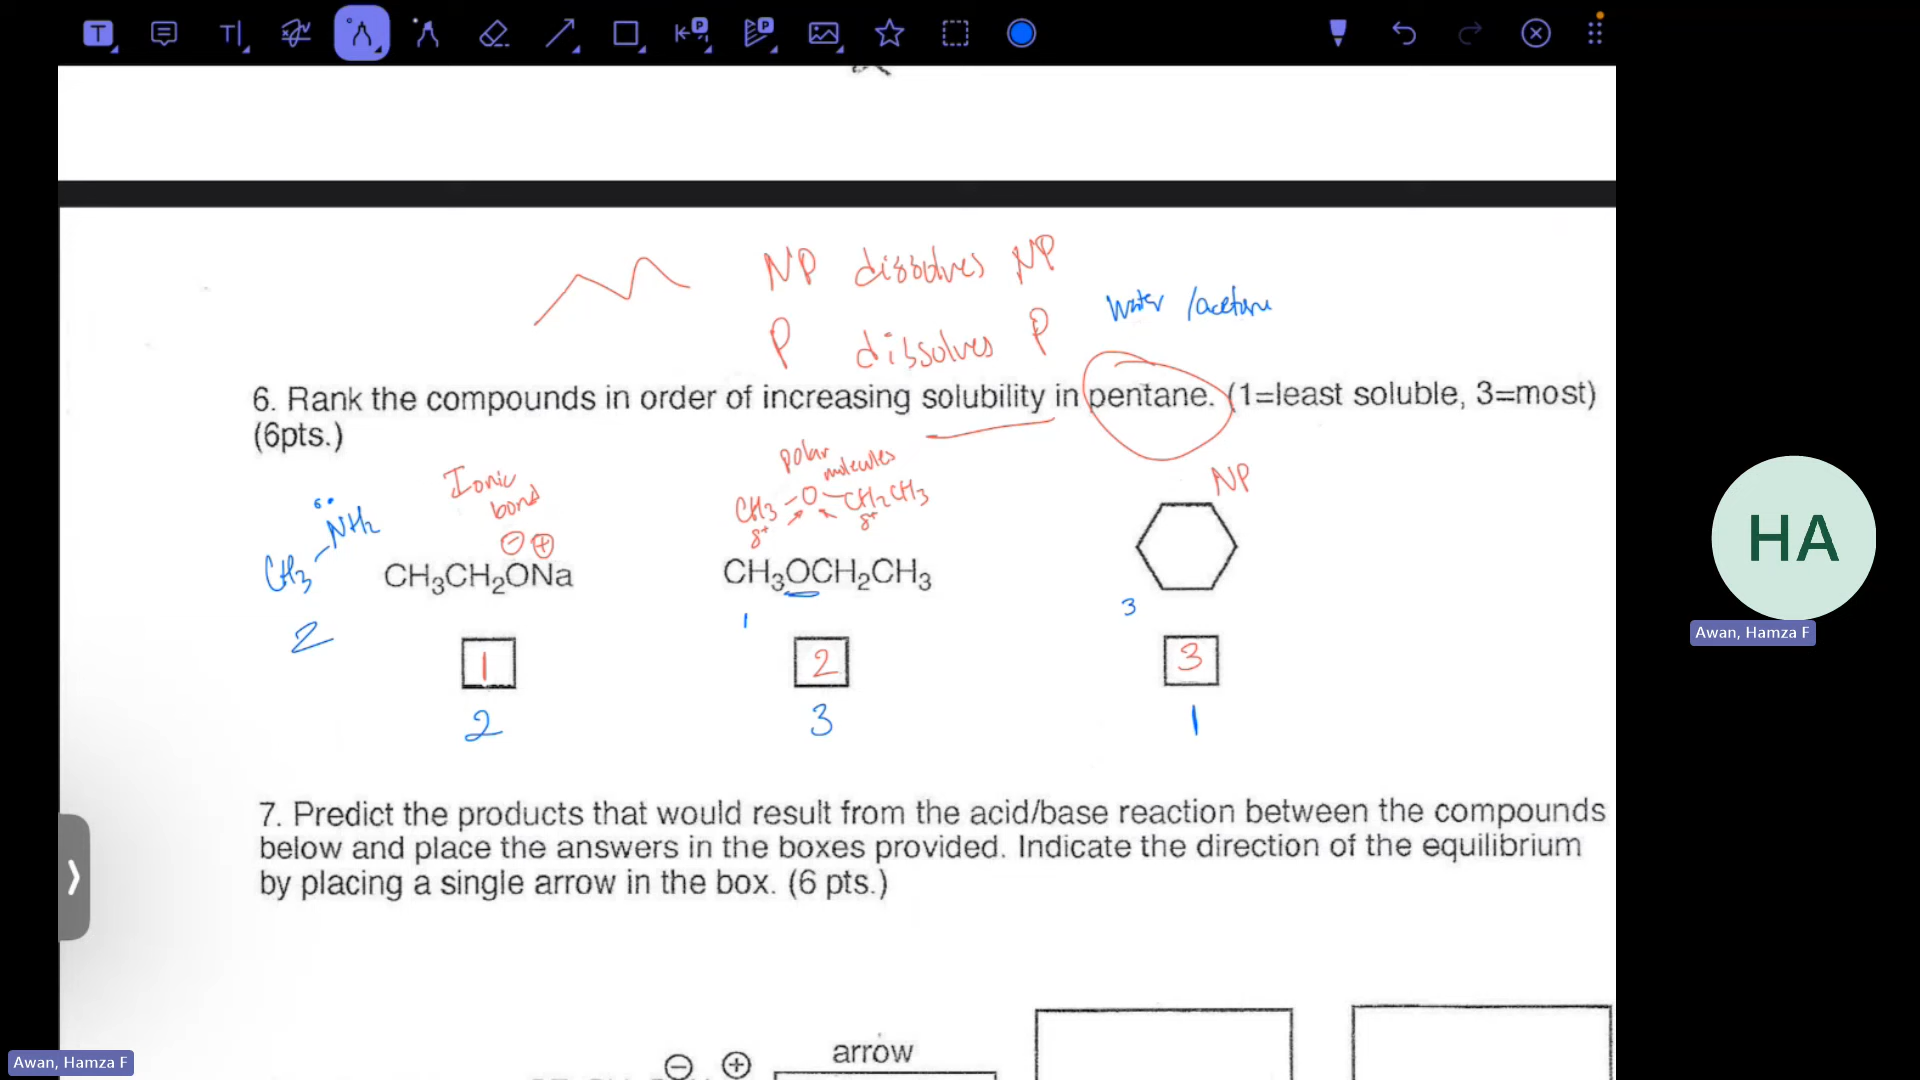 NP dissolves NP
Water /acetone
P dissolves P
6. Rank the compounds in order of increasing solubility in pentane. (1=least soluble, 3=most)
(6pts.)
polar
molecules
Ionic
bond
NP
CH3 - O - CH2CH3
δ+ δ+
NH2
CH3
⊖ ⊕
CH3CH2ONa
CH3OCH2CH3
1
3
2
1
2
3
2
3
1
7. Predict the products that would result from the acid/base reaction between the compounds
below and place the answers in the boxes provided. Indicate the direction of the equilibrium
by placing a single arrow in the box. (6 pts.)
arrow
⊖ ⊕
HA
Awan, Hamza F
Awan, Hamza F